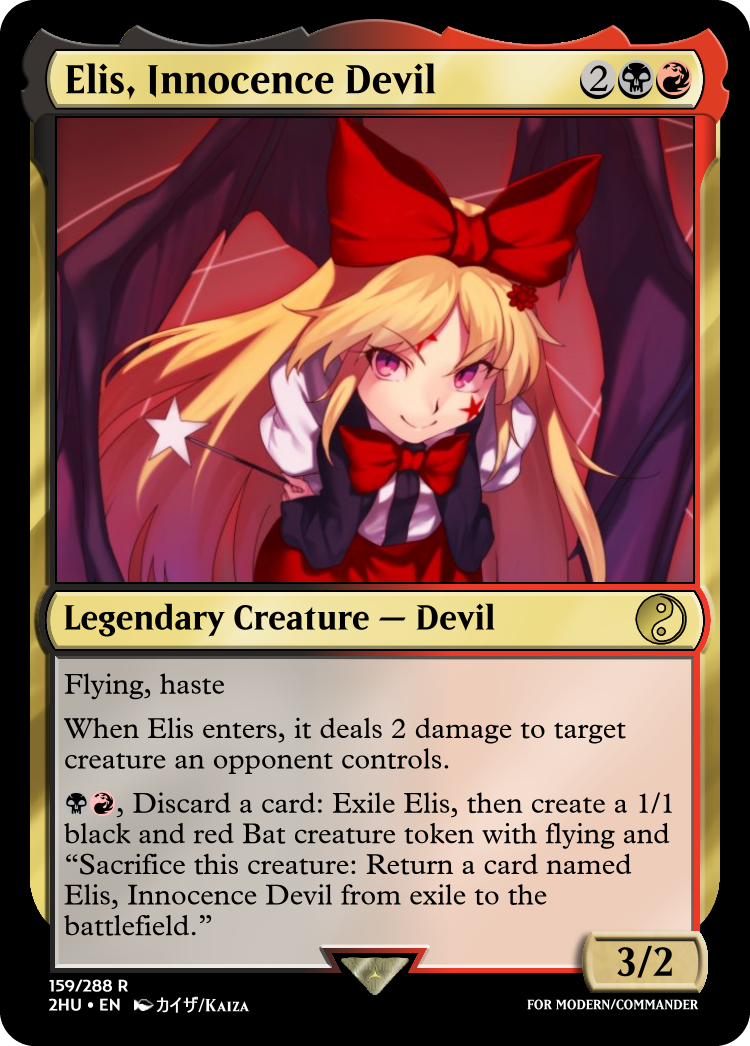 Elis, Innocence Devil 2
Legendary Creature — Devil
Flying, haste
When Elis enters, it deals 2 damage to target
creature an opponent controls.
, Discard a card: Exile Elis, then create a 1/1
black and red Bat creature token with flying and
“Sacrifice this creature: Return a card named
Elis, Innocence Devil from exile to the
battlefield.”
3/2
159/288 R
2HU • EN カイザ/Kaiza
FOR MODERN/COMMANDER